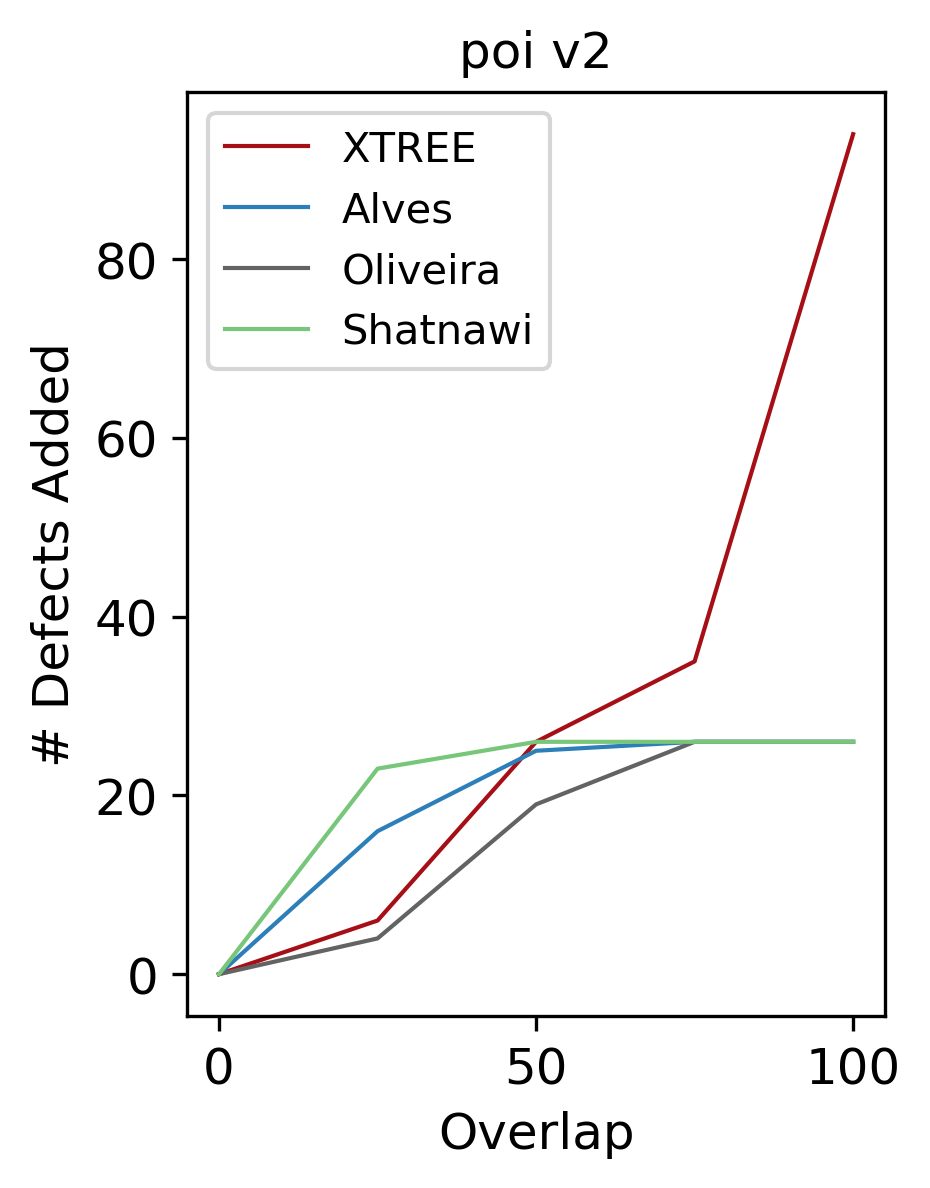 poi v2
XTREE
Alves
Oliveira
Shatnawi
# Defects Added
80
60
40
20
0
0 50 100
Overlap